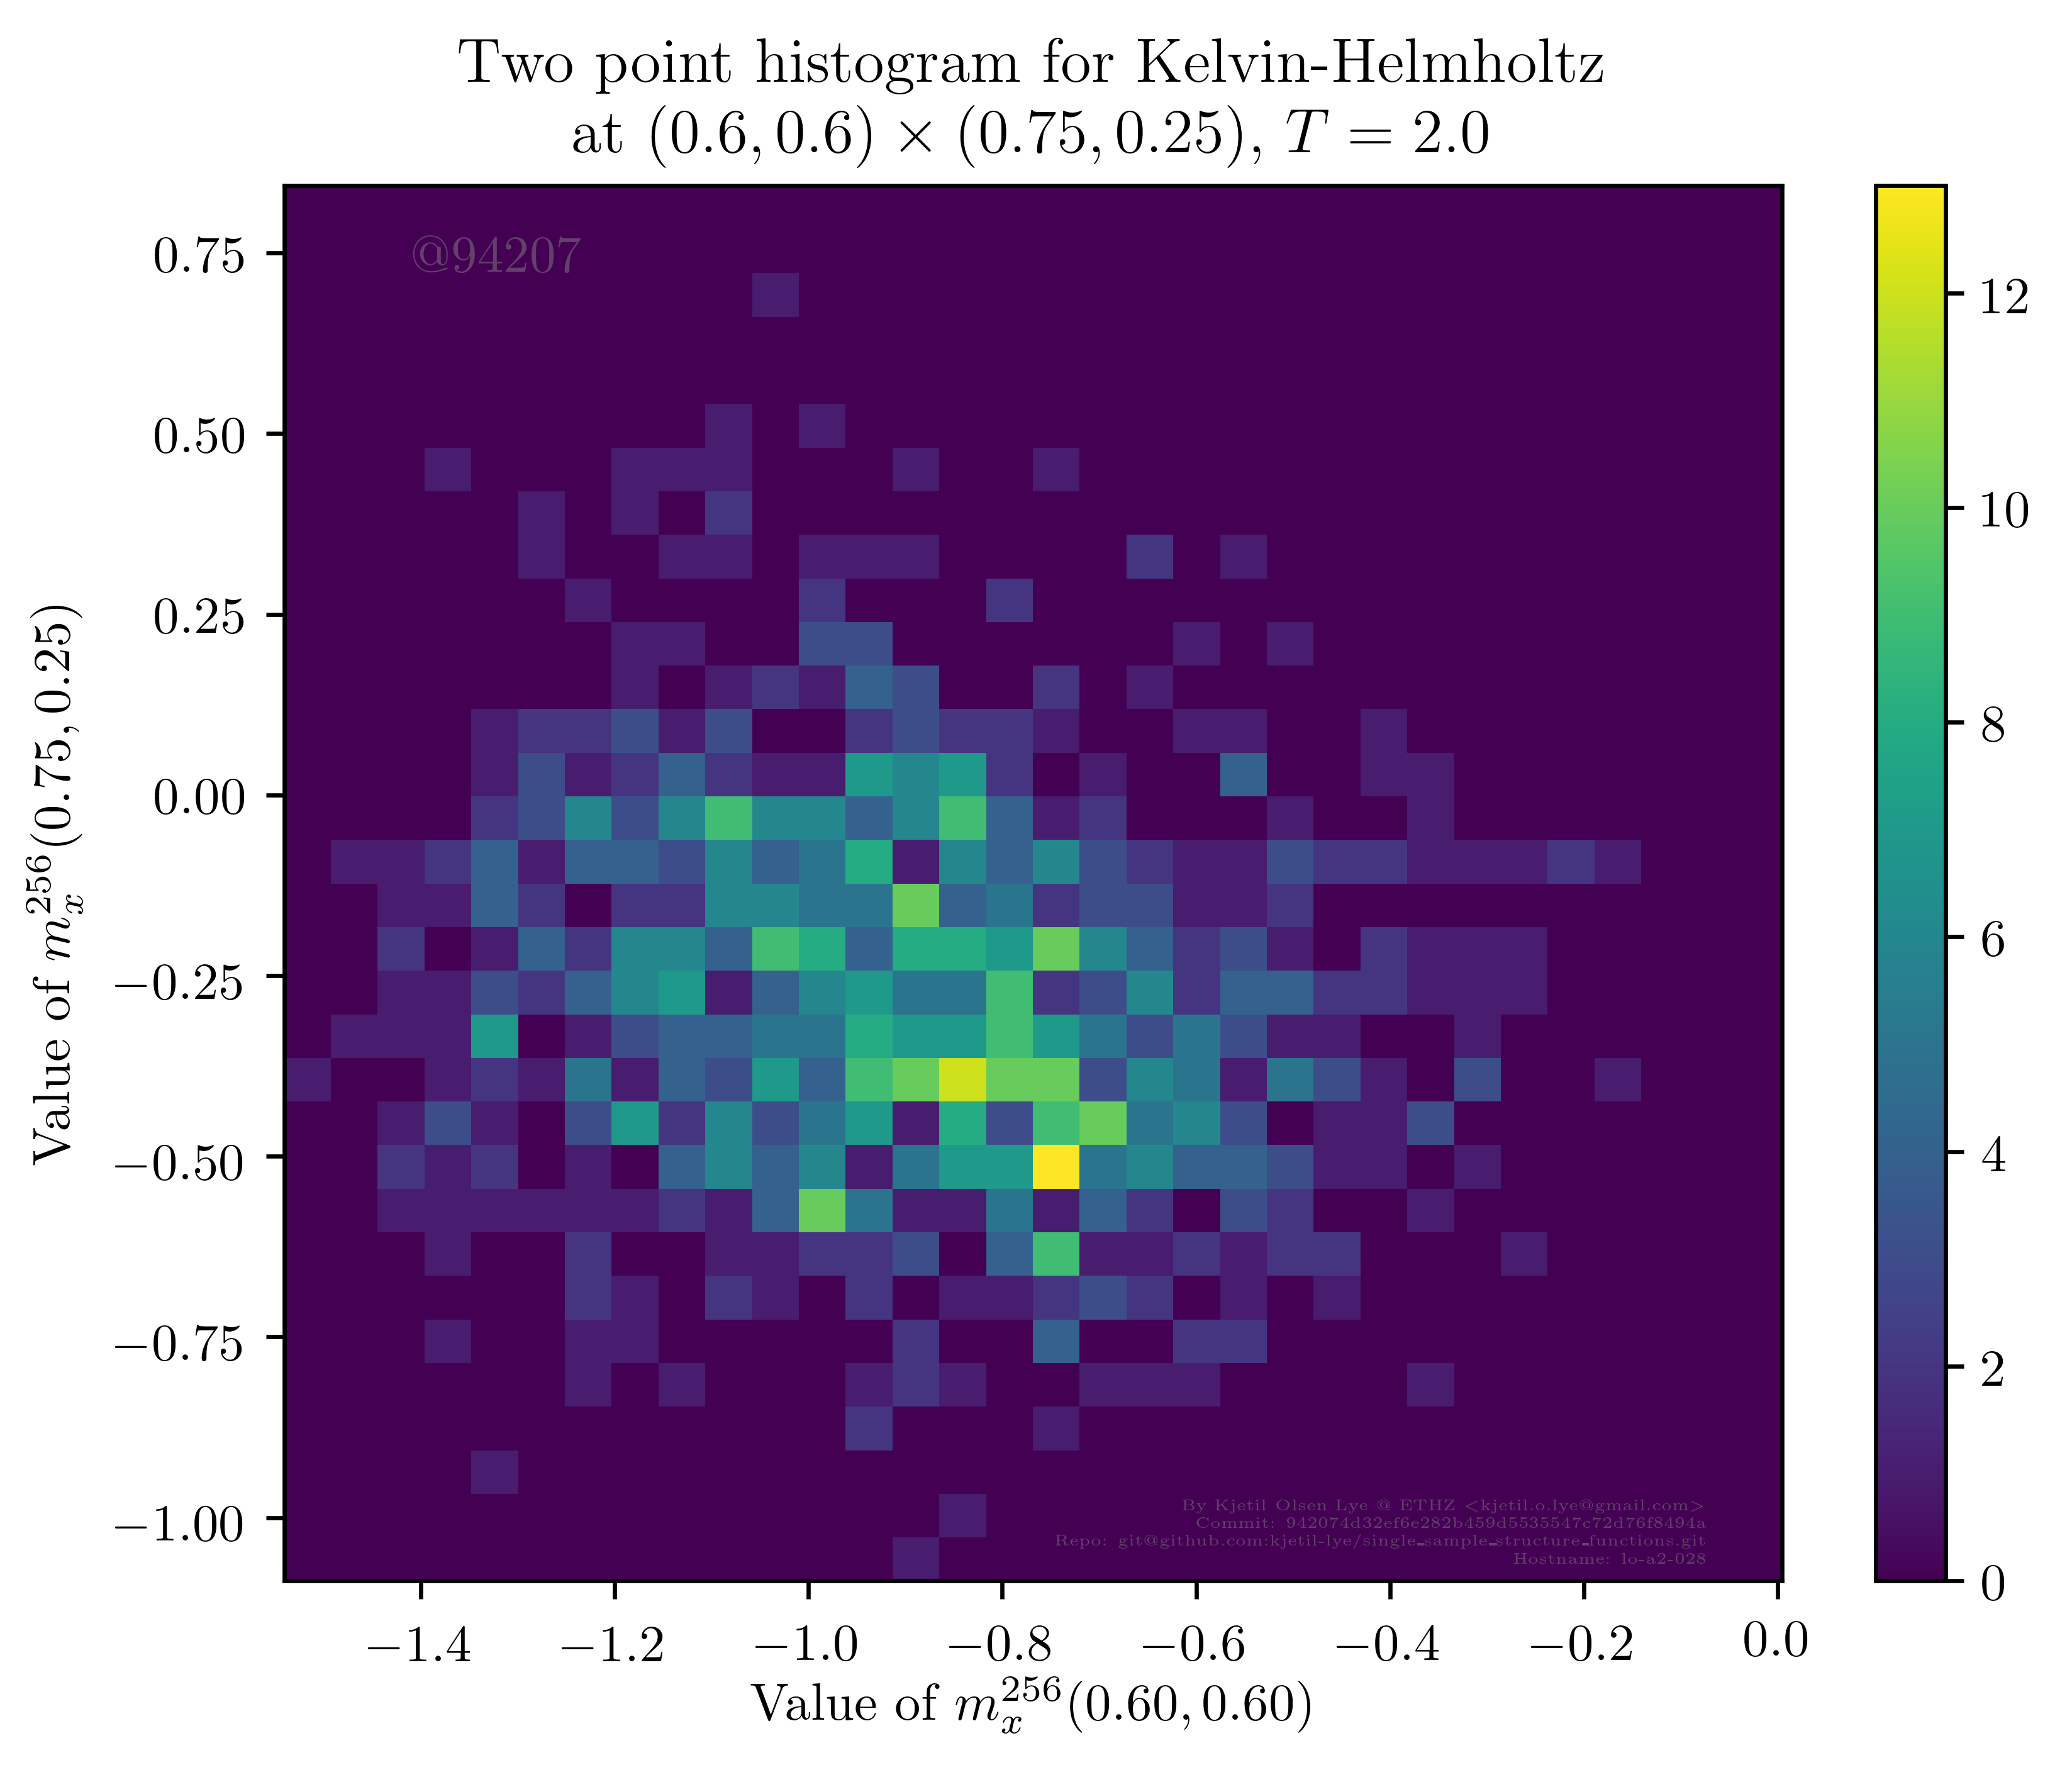 Two point histogram for Kelvin-Helmholtz
at (0.6, 0.6) × (0.75, 0.25), T = 2.0
@94207
0.75
0.50
0.25
0.00
−0.25
−0.50
−0.75
−1.00
Value of m_x^{256}(0.75, 0.25)
12
10
8
6
4
2
0
By Kjetil Olsen Lye @ ETHZ <kjetil.o.lye@gmail.com>
Commit: 942074d32ef6e282b459d5535547c72d76f8494a
Repo: git@github.com:kjetil-lye/single_sample_structure_functions.git
Hostname: lo-a2-028
−1.4 −1.2 −1.0 −0.8 −0.6 −0.4 −0.2 0.0
Value of m_x^{256}(0.60, 0.60)